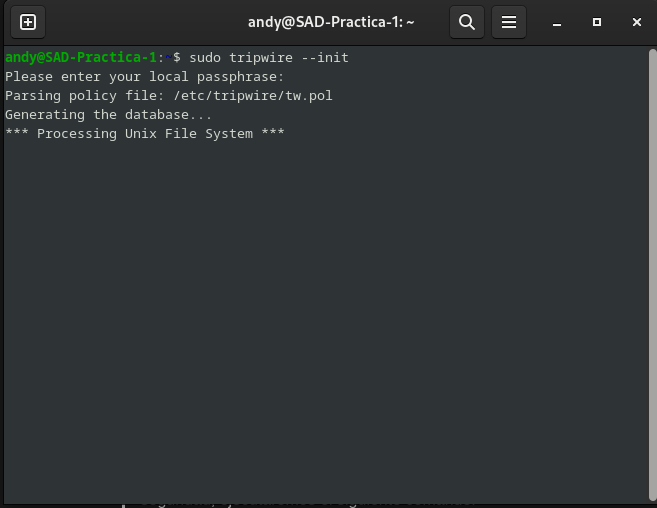 andy@SAD-Practica-1: ~
andy@SAD-Practica-1:~$ sudo tripwire --init
Please enter your local passphrase:
Parsing policy file: /etc/tripwire/tw.pol
Generating the database...
*** Processing Unix File System ***